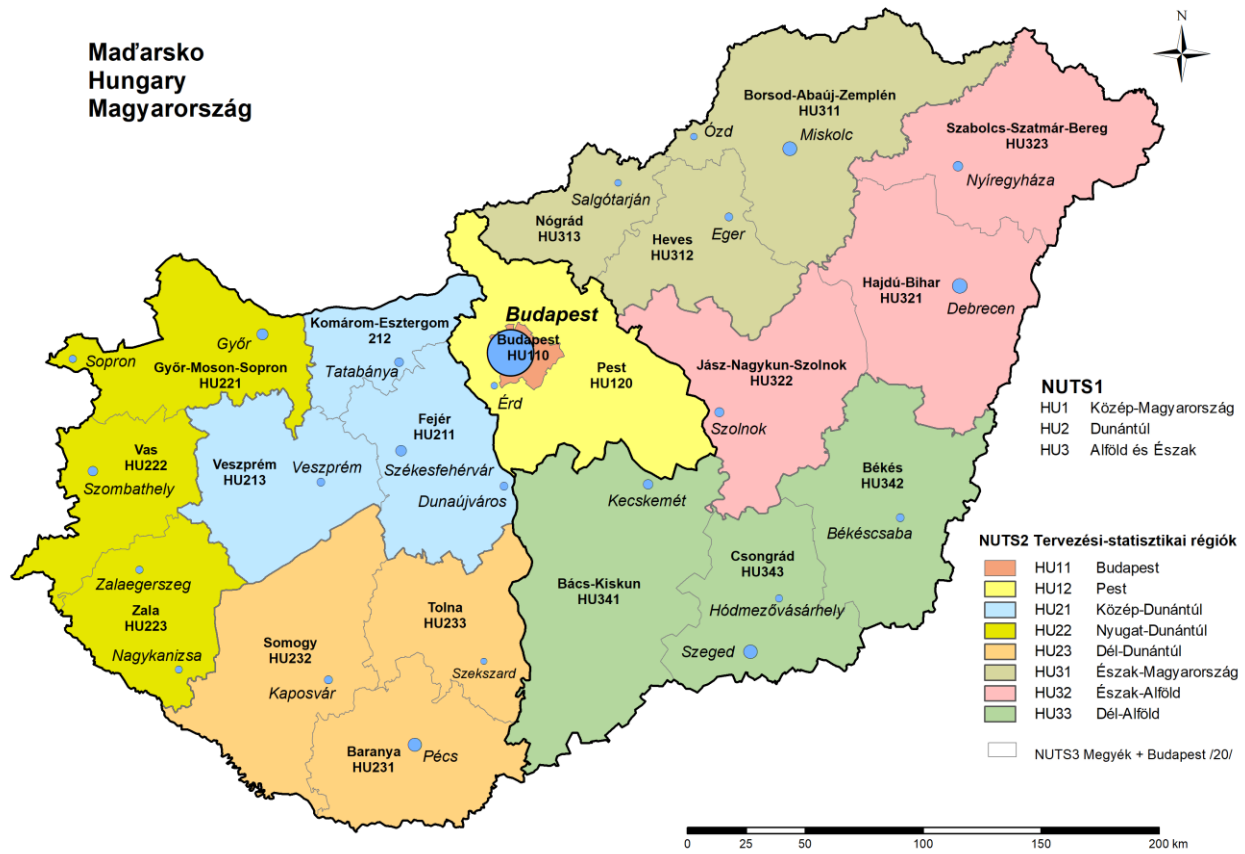 Maďarsko
Hungary
Magyarország
N
Borsod-Abaúj-Zemplén
HU311
Ózd
Miskolc
Szabolcs-Szatmár-Bereg
HU323
Nyíregyháza
Salgótarján
Nógrád
HU313
Heves
HU312
Eger
Hajdú-Bihar
HU321
Debrecen
Budapest
Budapest
HU110
Komárom-Esztergom
212
Tatabánya
Győr
Sopron
Győr-Moson-Sopron
HU221
Pest
HU120
Érd
Jász-Nagykun-Szolnok
HU322
Szolnok
Fejér
HU211
Székesfehérvár
Dunaújváros
Vas
HU222
Szombathely
Veszprém
HU213
Veszprém
Kecskemét
Békés
HU342
Békéscsaba
Csongrád
HU343
Hódmezővásárhely
Szeged
Bács-Kiskun
HU341
Zalaegerszeg
Zala
HU223
Nagykanizsa
Somogy
HU232
Kaposvár
Tolna
HU233
Szekszard
Baranya
HU231
Pécs
NUTS1
HU1 Közép-Magyarország
HU2 Dunántúl
HU3 Alföld és Észak
NUTS2 Tervezési-statisztikai régiók
HU11 Budapest
HU12 Pest
HU21 Közép-Dunántúl
HU22 Nyugat-Dunántúl
HU23 Dél-Dunántúl
HU31 Észak-Magyarország
HU32 Észak-Alföld
HU33 Dél-Alföld
NUTS3 Megyék + Budapest /20/
0 25 50 100 150 200 km